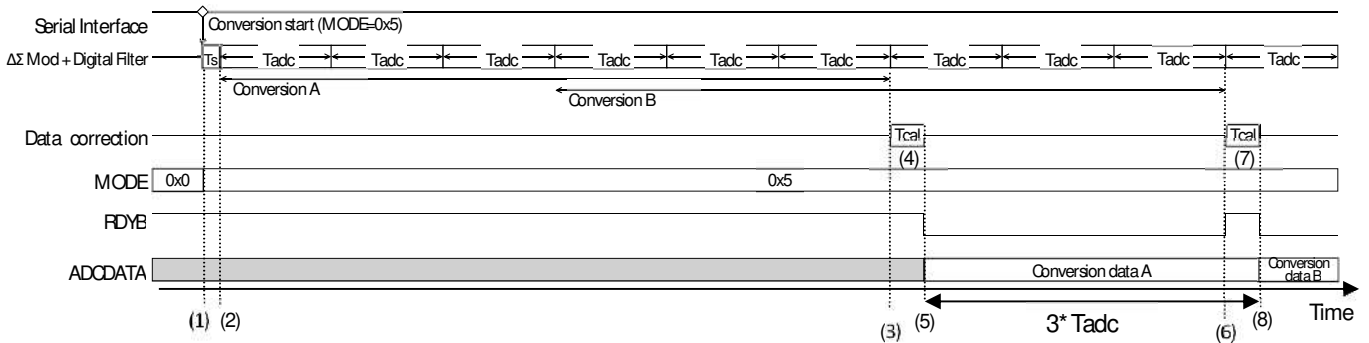 Serial Interface
Conversion start (MODE=0x5)
ΔΣ Mod + Digital Filter
Ts Tadc Tadc Tadc Tadc Tadc Tadc Tadc Tadc Tadc Tadc
Conversion A
Conversion B
Data correction
Tcal Tcal
(4) (7)
MODE 0x0 0x5
RDYB
ADCDATA Conversion data A Conversion data B
(1) (2) (3) (5) 3* Tadc (6) (8) Time